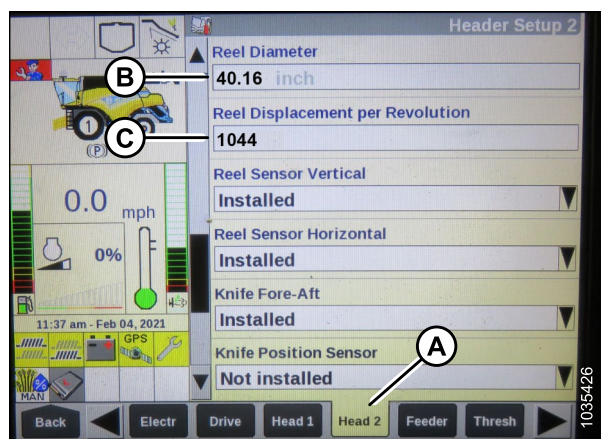 Header Setup 2
Reel Diameter
B
40.16 inch
1
1
(P)
Reel Displacement per Revolution
C
1044
Reel Sensor Vertical
Installed
0.0 mph
Reel Sensor Horizontal
Installed
0%
Knife Fore-Aft
Installed
11:37 am - Feb 04, 2021
GPS
Knife Position Sensor
A
Not installed
MAN
Back
Electr
Drive
Head 1
Head 2
Feeder
Thresh
1035426